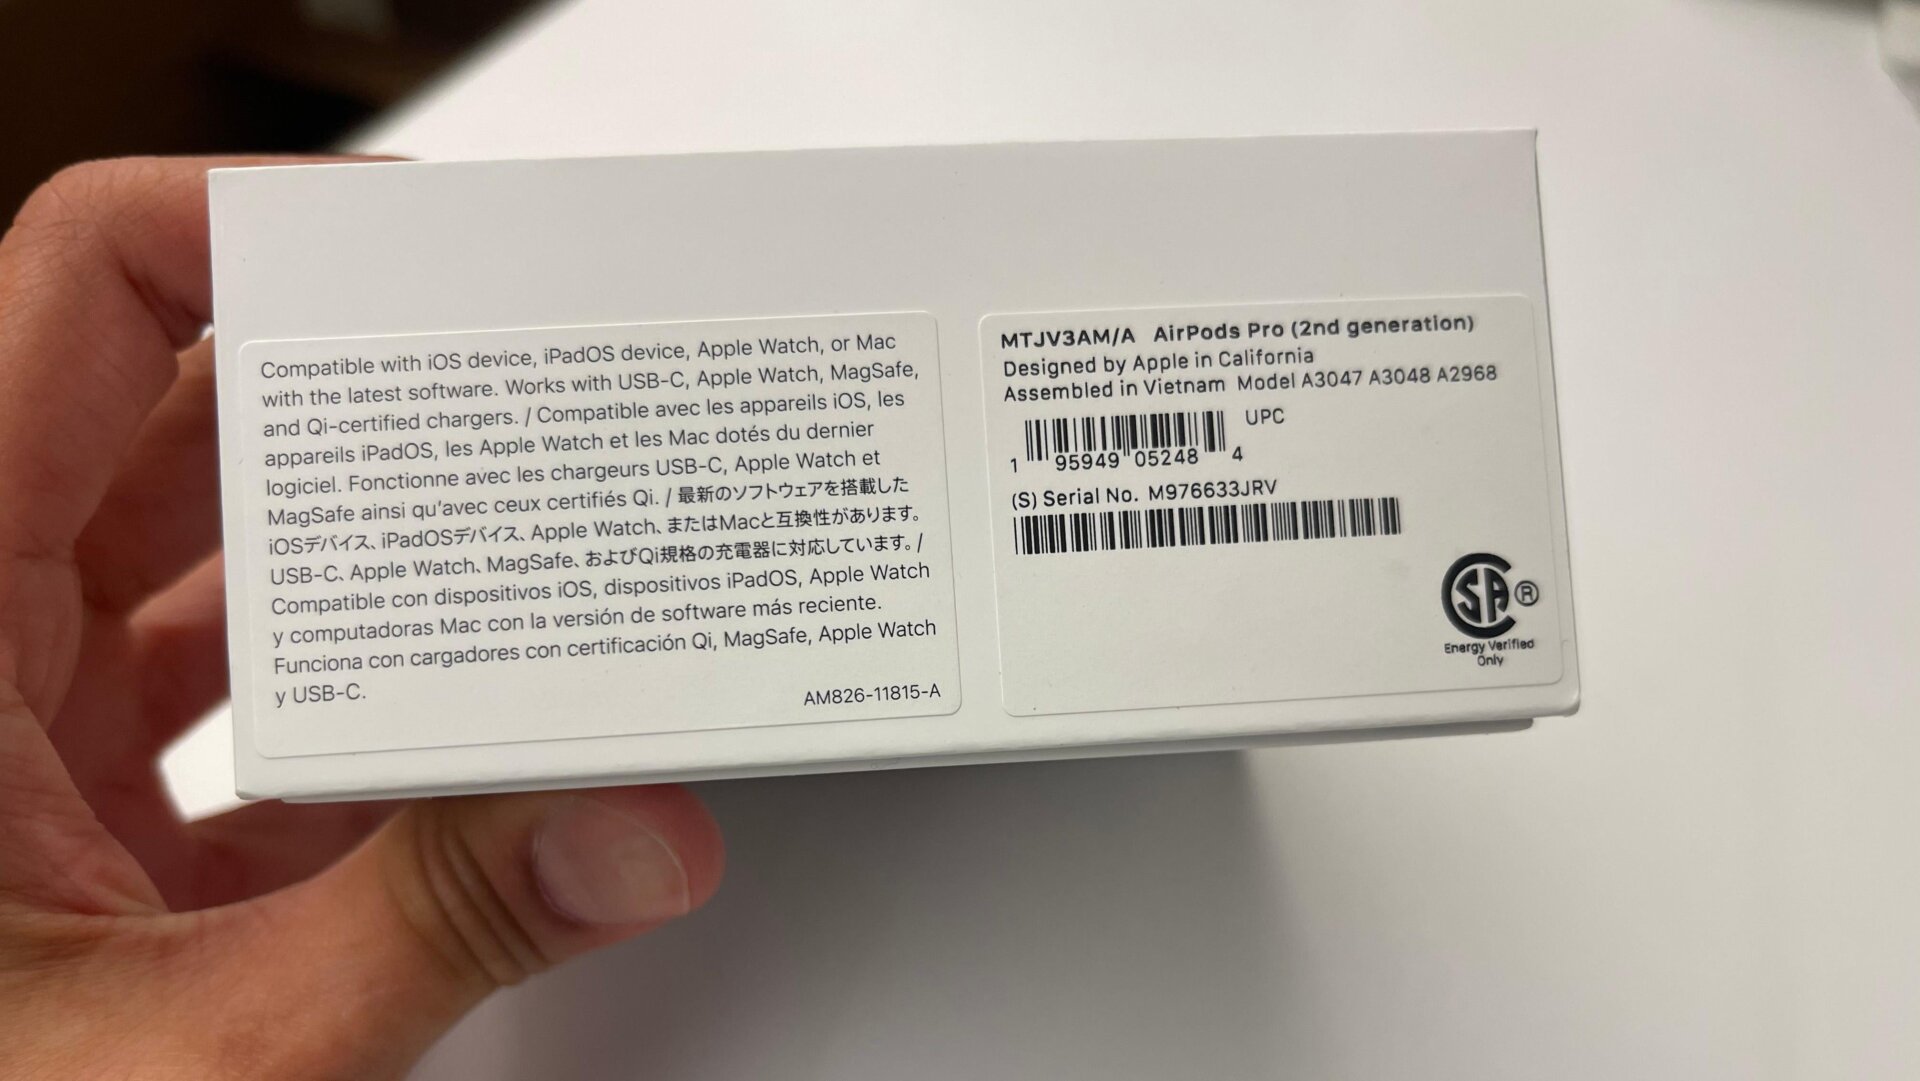 Compatible with iOS device, iPadOS device, Apple Watch, or Mac
with the latest software. Works with USB-C, Apple Watch, MagSafe,
and Qi-certified chargers. / Compatible avec les appareils iOS, les
appareils iPadOS, les Apple Watch et les Mac dotés du dernier
logiciel. Fonctionne avec les chargeurs USB-C, Apple Watch et
MagSafe ainsi qu'avec ceux certifiés Qi. / 最新のソフトウェアを搭載した
iOSデバイス、iPadOSデバイス、Apple Watch、またはMacと互換性があります。
USB-C、Apple Watch、MagSafe、およびQi規格の充電器に対応しています。/
Compatible con dispositivos iOS, dispositivos iPadOS, Apple Watch
y computadoras Mac con la versión de software más reciente.
Funciona con cargadores con certificación Qi, MagSafe, Apple Watch
y USB-C.
AM826-11815-A
MTJV3AM/A AirPods Pro (2nd generation)
Designed by Apple in California
Assembled in Vietnam Model A3047 A3048 A2968
UPC
1 95949 05248 4
(S) Serial No. M976633JRV
CSA ®
Energy Verified
Only